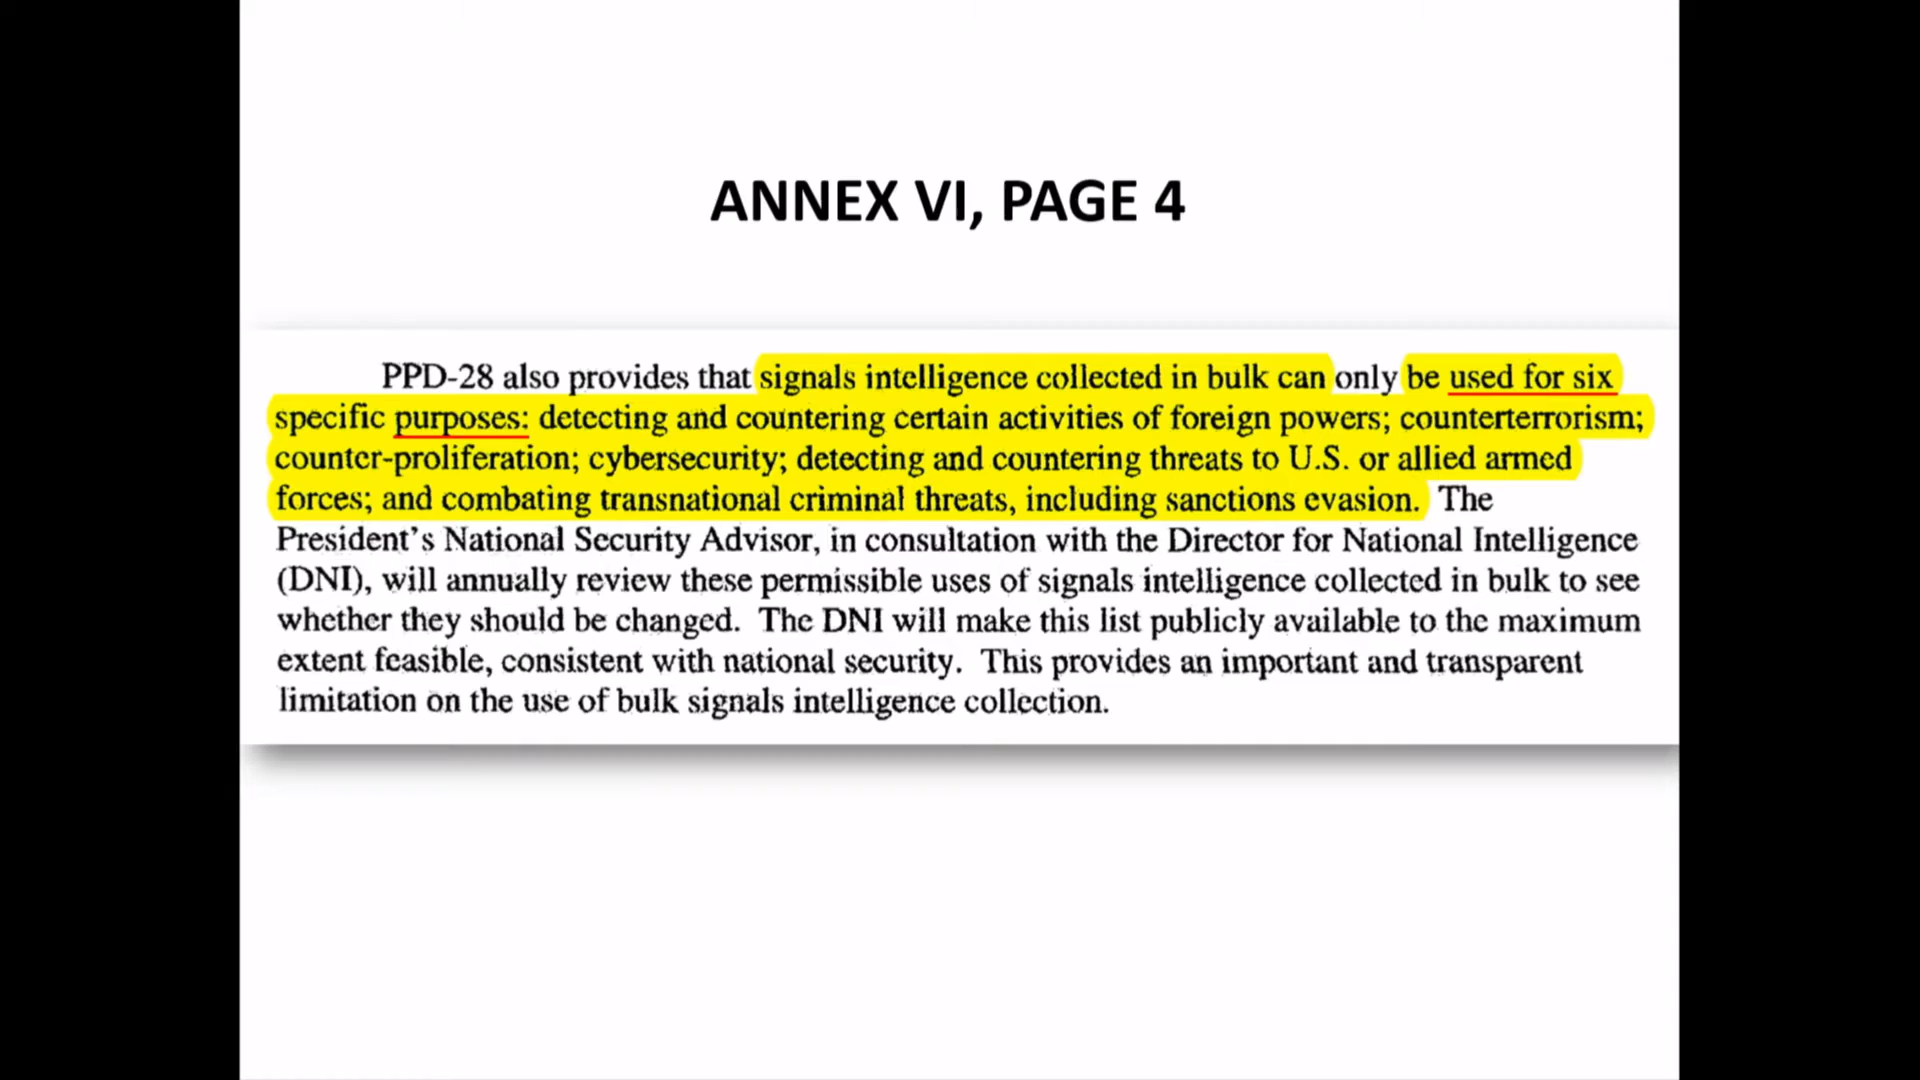 ANNEX VI, PAGE 4
PPD-28 also provides that signals intelligence collected in bulk can only be used for six
specific purposes: detecting and countering certain activities of foreign powers; counterterrorism;
counter-proliferation; cybersecurity; detecting and countering threats to U.S. or allied armed
forces; and combating transnational criminal threats, including sanctions evasion. The
President's National Security Advisor, in consultation with the Director for National Intelligence
(DNI), will annually review these permissible uses of signals intelligence collected in bulk to see
whether they should be changed. The DNI will make this list publicly available to the maximum
extent feasible, consistent with national security. This provides an important and transparent
limitation on the use of bulk signals intelligence collection.